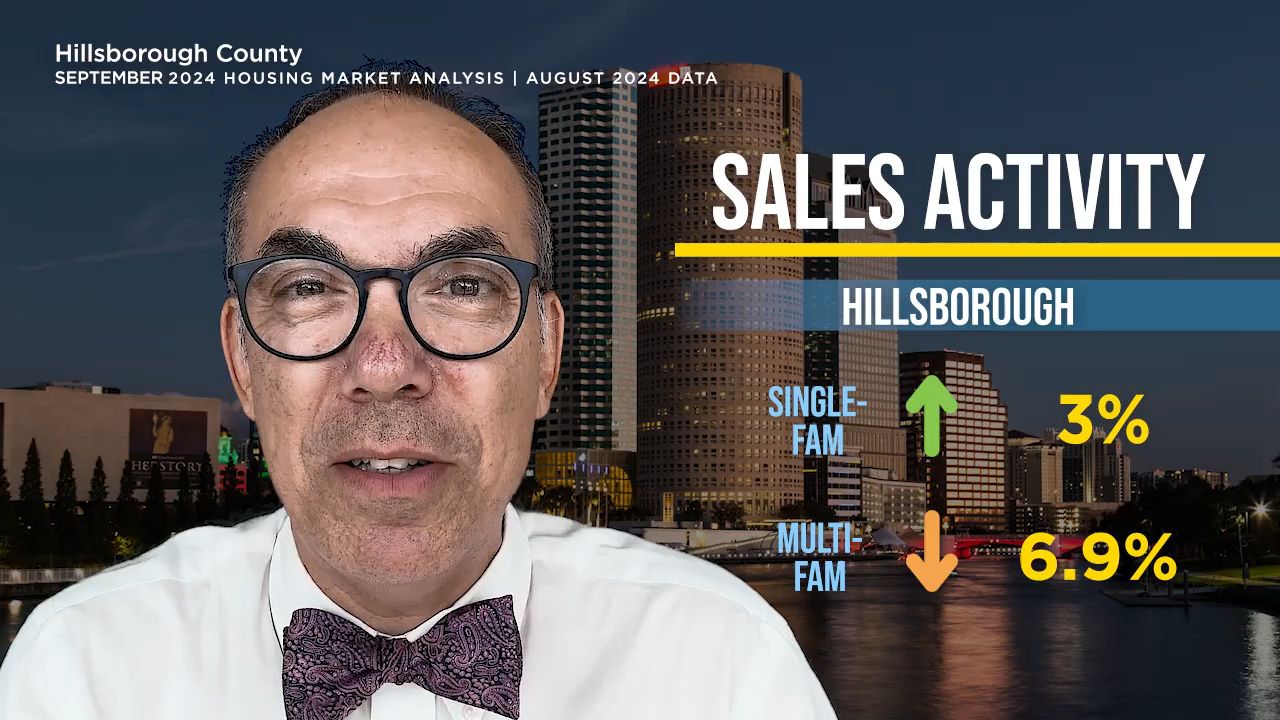 Hillsborough County
SEPTEMBER 2024 HOUSING MARKET ANALYSIS | AUGUST 2024 DATA
SALES ACTIVITY
HILLSBOROUGH
SINGLE-
FAM
3%
MULTI-
FAM
6.9%
HERSTORY